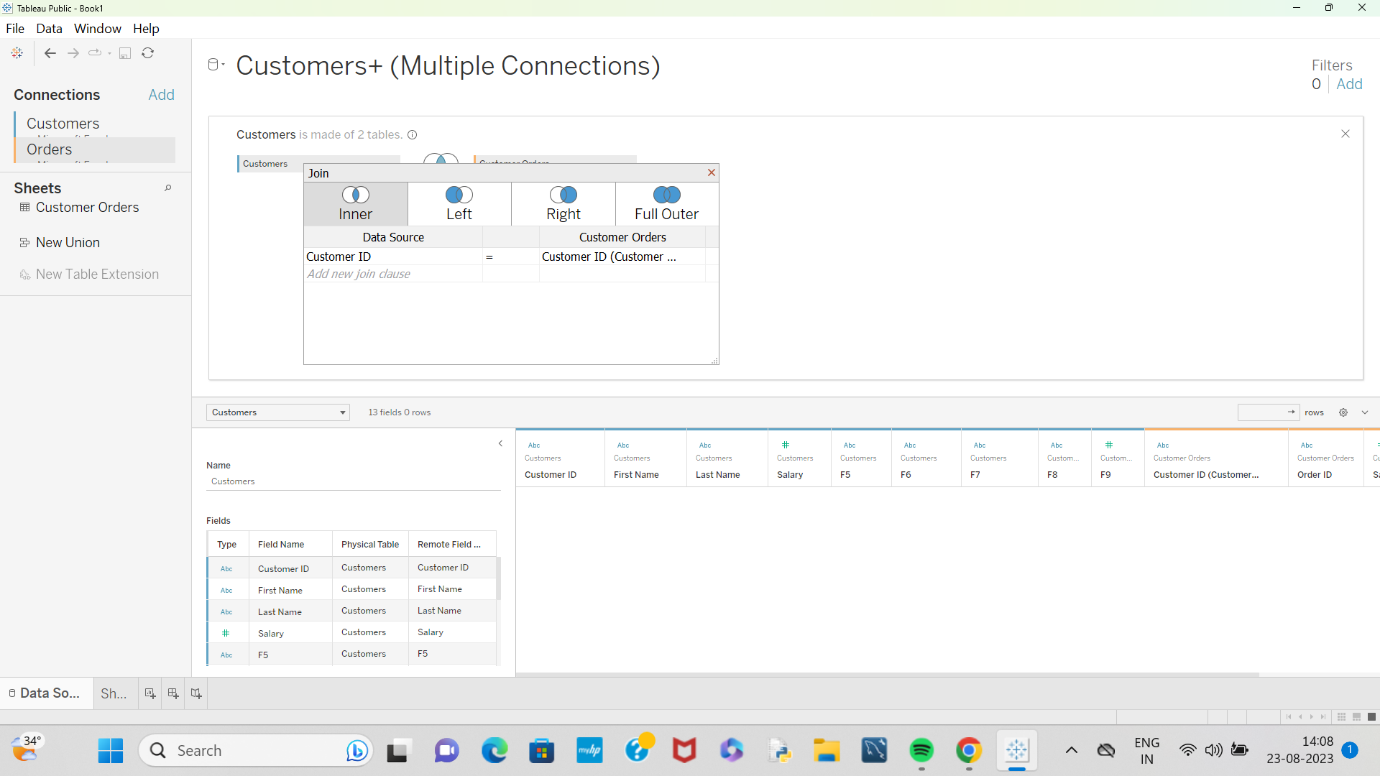 Tableau Public - Book1
File Data Window Help
Connections Add
Customers
Orders
Sheets
Customer Orders
New Union
New Table Extension
Customers+ (Multiple Connections)
Filters
0 Add
Customers is made of 2 tables.
Customers
Join
Inner Left Right Full Outer
Data Source Customer Orders
Customer ID = Customer ID (Customer ...
Add new join clause
Customers 13 fields 0 rows
rows
Name
Customers
Fields
Type Field Name Physical Table Remote Field ...
Abc Customer ID Customers Customer ID
Abc First Name Customers First Name
Abc Last Name Customers Last Name
# Salary Customers Salary
Abc F5 Customers F5
Abc Abc Abc # Abc Abc Abc Abc # Abc Abc
Customers Customers Customers Customers Customers Customers Customers Custom... Custom... Customer Orders Customer Orders
Customer ID First Name Last Name Salary F5 F6 F7 F8 F9 Customer ID (Customer... Order ID
Data So... Sh...
34°
Search
myhp
ENG
IN
14:08
23-08-2023
1